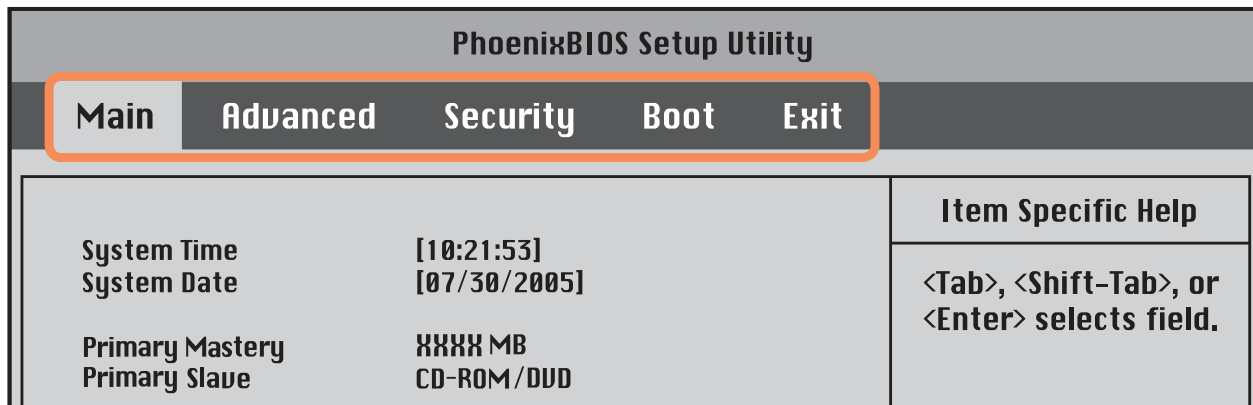 PhoenixBIOS Setup Utility
Main Advanced Security Boot Exit
System Time [10:21:53]
System Date [07/30/2005]
Primary Mastery XXXX MB
Primary Slave CD-ROM/DVD
Item Specific Help
<Tab>, <Shift-Tab>, or
<Enter> selects field.